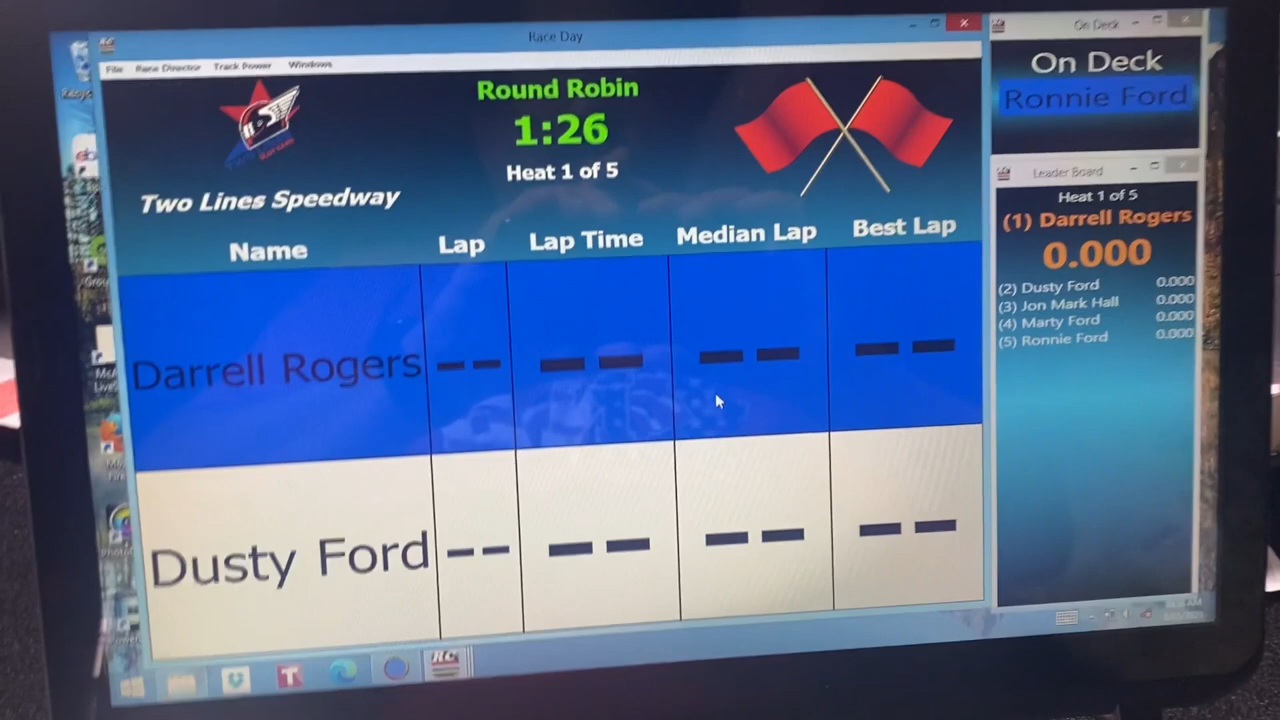 Race Day
File Race Director Track Power Windows
Round Robin
1:26
Heat 1 of 5
Two Lines Speedway
Name Lap Lap Time Median Lap Best Lap
Darrell Rogers -- -- -- --
Dusty Ford -- -- -- --
On Deck
On Deck
Ronnie Ford
Leader Board
Heat 1 of 5
(1) Darrell Rogers
0.000
(2) Dusty Ford 0.000
(3) Jon Mark Hall 0.000
(4) Marty Ford 0.000
(5) Ronnie Ford 0.000
RC